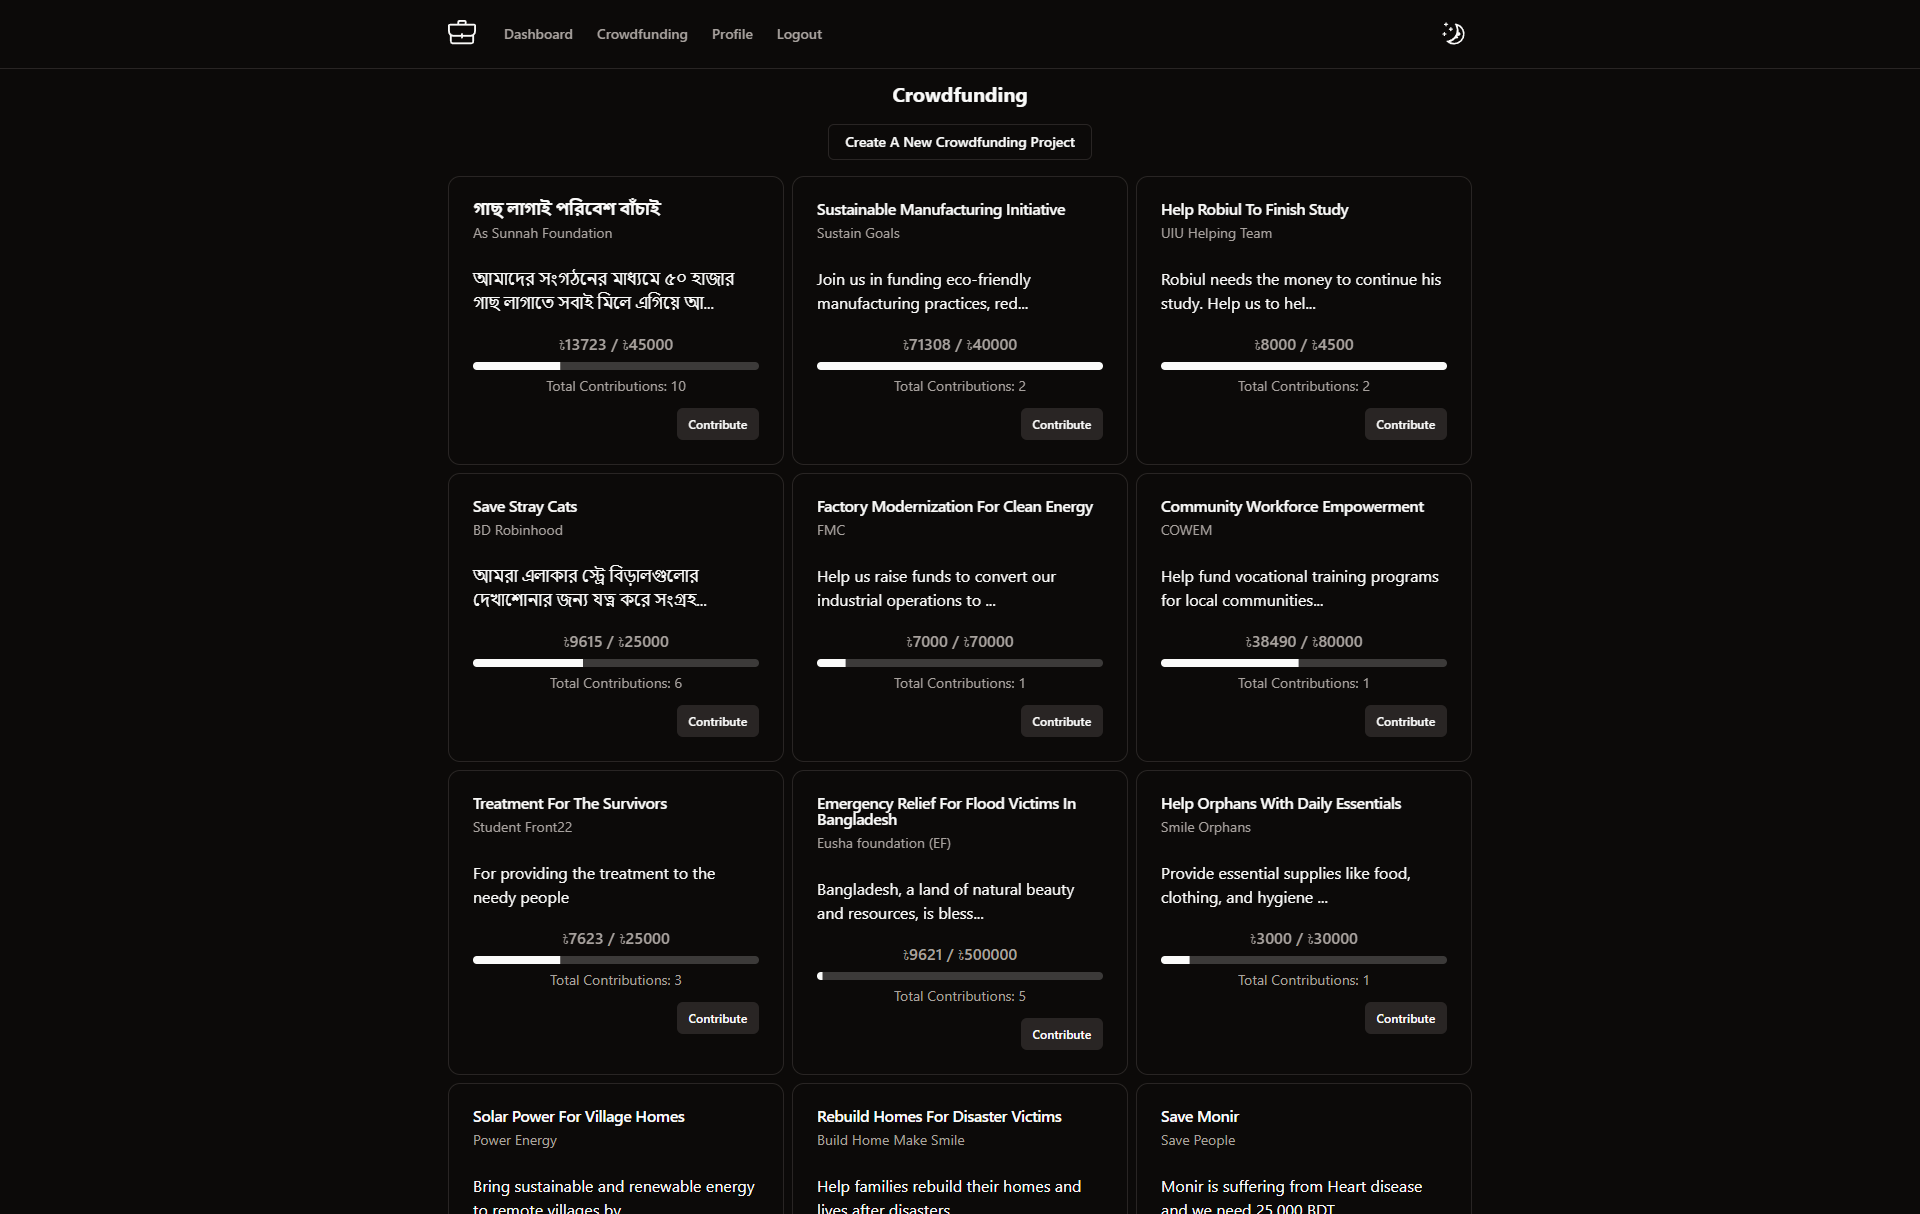 Dashboard Crowdfunding Profile Logout
Crowdfunding
Create A New Crowdfunding Project
গাছ লাগাই পরিবেশ বাঁচাই
As Sunnah Foundation
আমাদের সংগঠনের মাধ্যমে ৫০ হাজার
গাছ লাগাতে সবাই মিলে এগিয়ে আ...
৳13723 / ৳45000
Total Contributions: 10
Contribute
Sustainable Manufacturing Initiative
Sustain Goals
Join us in funding eco-friendly
manufacturing practices, red...
৳71308 / ৳40000
Total Contributions: 2
Contribute
Help Robiul To Finish Study
UIU Helping Team
Robiul needs the money to continue his
study. Help us to hel...
৳8000 / ৳4500
Total Contributions: 2
Contribute
Save Stray Cats
BD Robinhood
আমরা এলাকার স্ট্রে বিড়ালগুলোর
দেখাশোনার জন্য যত্ন করে সংগ্রহ...
৳9615 / ৳25000
Total Contributions: 6
Contribute
Factory Modernization For Clean Energy
FMC
Help us raise funds to convert our
industrial operations to ...
৳7000 / ৳70000
Total Contributions: 1
Contribute
Community Workforce Empowerment
COWEM
Help fund vocational training programs
for local communities...
৳38490 / ৳80000
Total Contributions: 1
Contribute
Treatment For The Survivors
Student Front22
For providing the treatment to the
needy people
৳7623 / ৳25000
Total Contributions: 3
Contribute
Emergency Relief For Flood Victims In
Bangladesh
Eusha foundation (EF)
Bangladesh, a land of natural beauty
and resources, is bless...
৳9621 / ৳500000
Total Contributions: 5
Contribute
Help Orphans With Daily Essentials
Smile Orphans
Provide essential supplies like food,
clothing, and hygiene ...
৳3000 / ৳30000
Total Contributions: 1
Contribute
Solar Power For Village Homes
Power Energy
Bring sustainable and renewable energy
to remote villages by
Rebuild Homes For Disaster Victims
Build Home Make Smile
Help families rebuild their homes and
lives after disasters
Save Monir
Save People
Monir is suffering from Heart disease
and we need 25,000 BDT